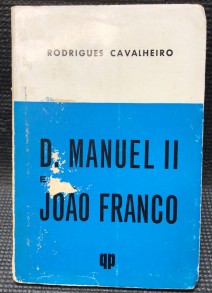 RODRIGUES CAVALHEIRO
D. MANUEL II
E
JOÃO FRANCO
qp